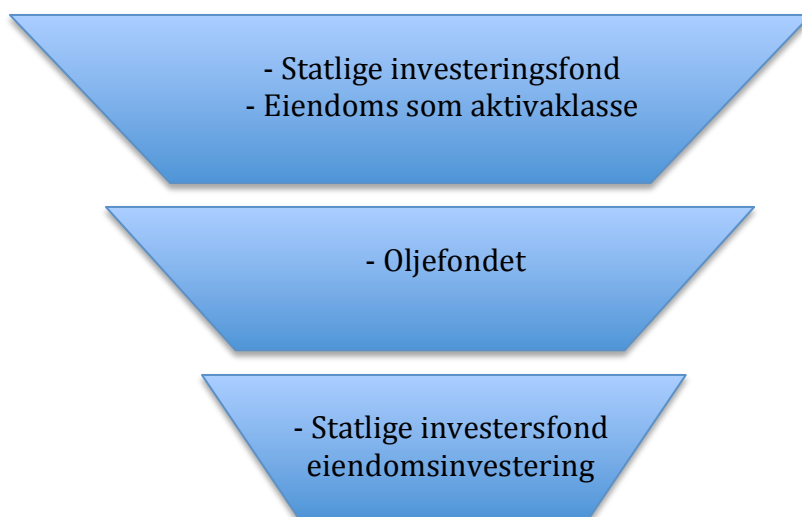 - Statlige investeringsfond
- Eiendoms som aktivaklasse
- Oljefondet
- Statlige investersfond
eiendomsinvestering